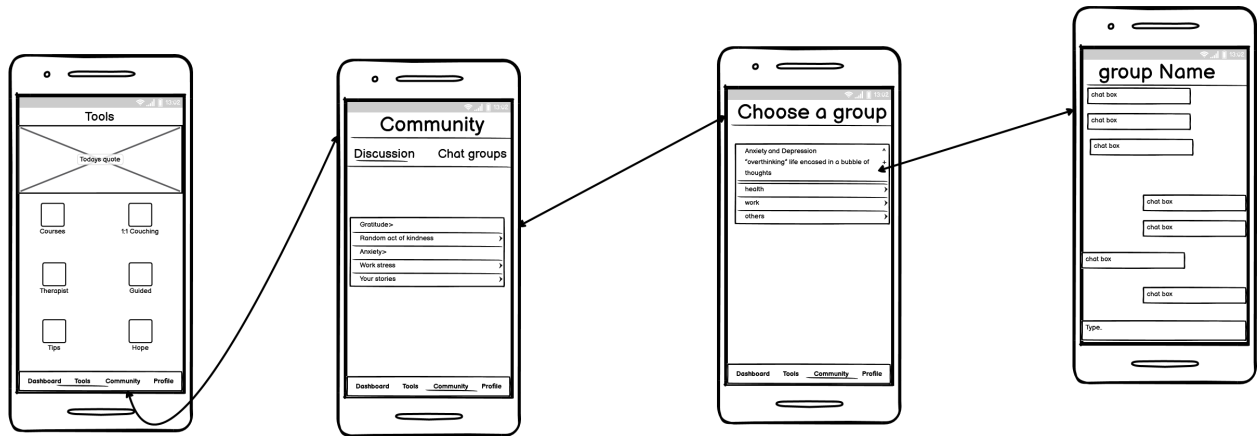 Tools
Todays quote
Courses
1:1 Couching
Therapist
Guided
Tips
Hope
Dashboard Tools Community Profile
Community
Discussion Chat groups
Gratitude>
Random act of kindness >
Anxiety>
Work stress >
Your stories >
Dashboard Tools Community Profile
Choose a group
Anxiety and Depression ^
"overthinking" life encased in a bubble of +
thoughts
health >
work >
others >
Dashboard Tools Community Profile
group Name
chat box
chat box
chat box
chat box
chat box
chat box
chat box
Type..